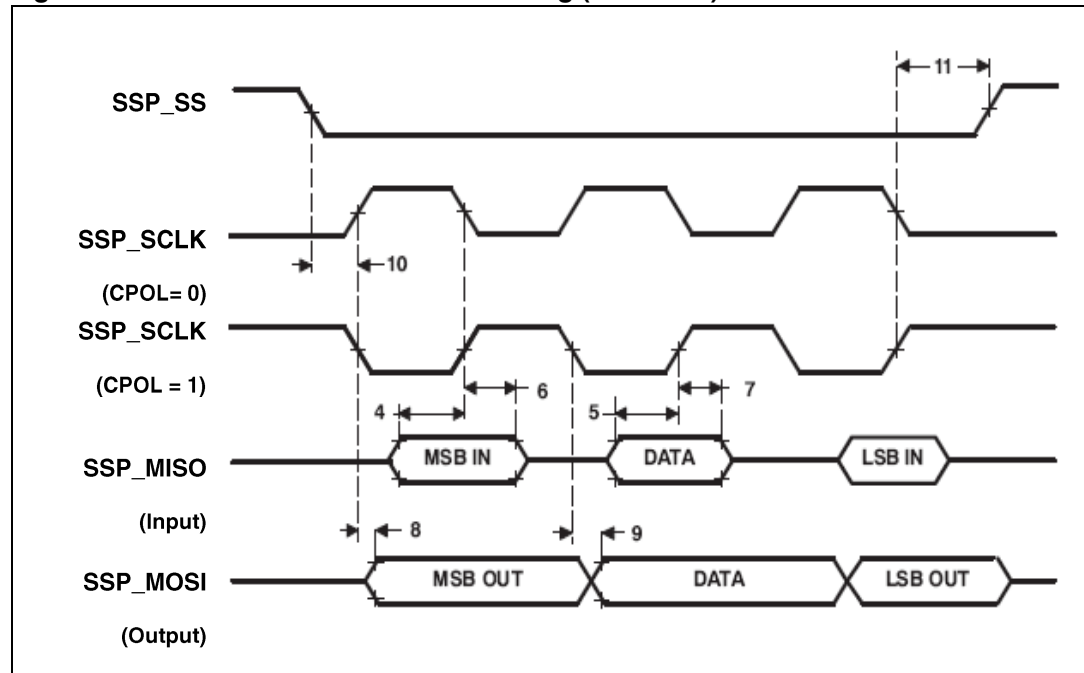 11
SSP_SS
SSP_SCLK
10
(CPOL= 0)
SSP_SCLK
(CPOL = 1)
4
6
5
7
SSP_MISO
MSB IN
DATA
LSB IN
(Input)
8
9
SSP_MOSI
MSB OUT
DATA
LSB OUT
(Output)